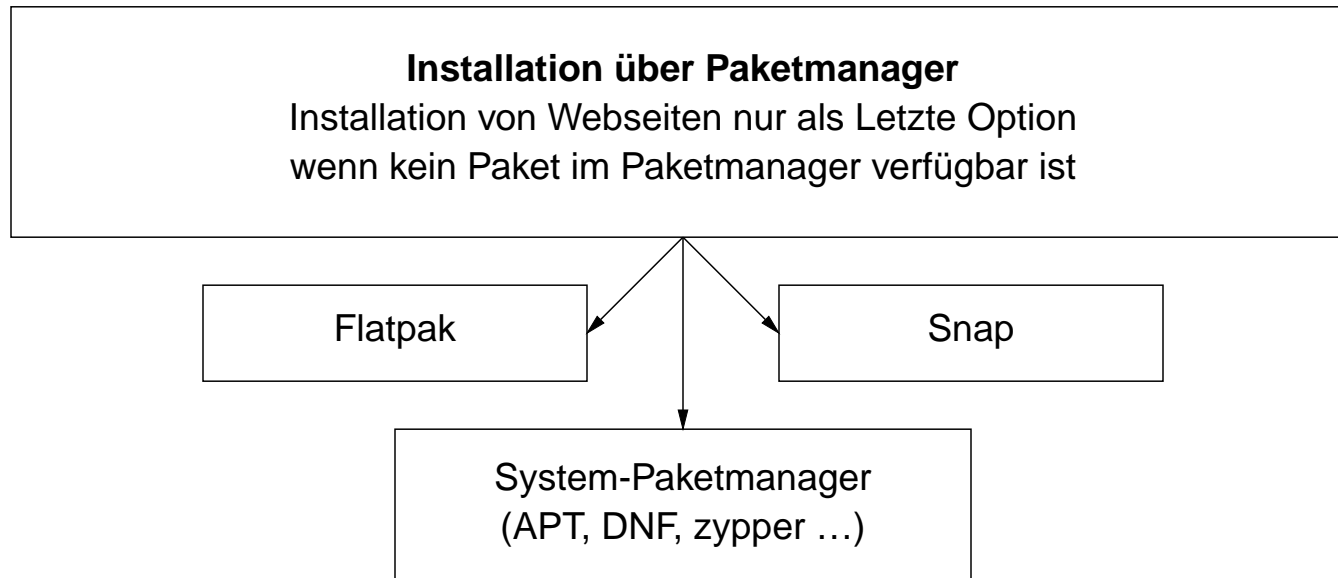 Installation über Paketmanager
Installation von Webseiten nur als Letzte Option
wenn kein Paket im Paketmanager verfügbar ist
Flatpak
Snap
System-Paketmanager
(APT, DNF, zypper …)